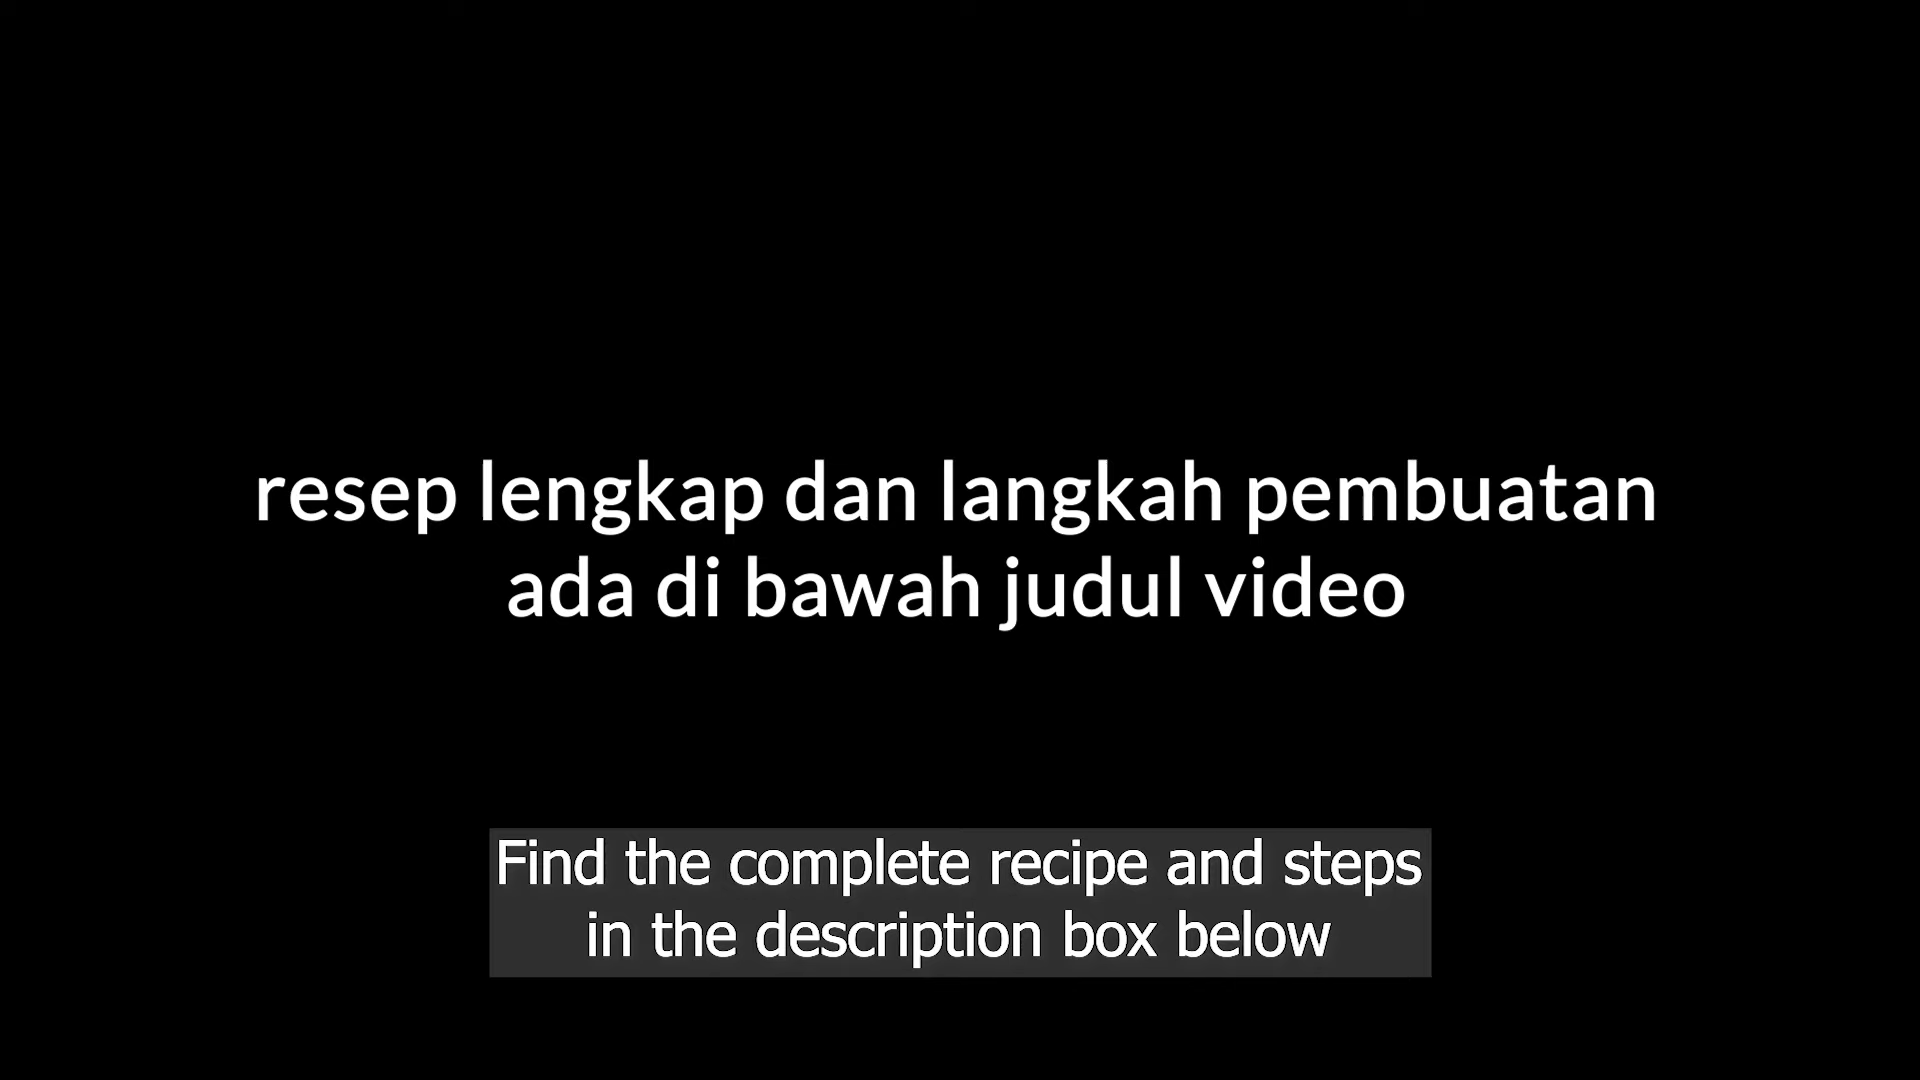 resep lengkap dan langkah pembuatan
ada di bawah judul video
Find the complete recipe and steps
in the description box below